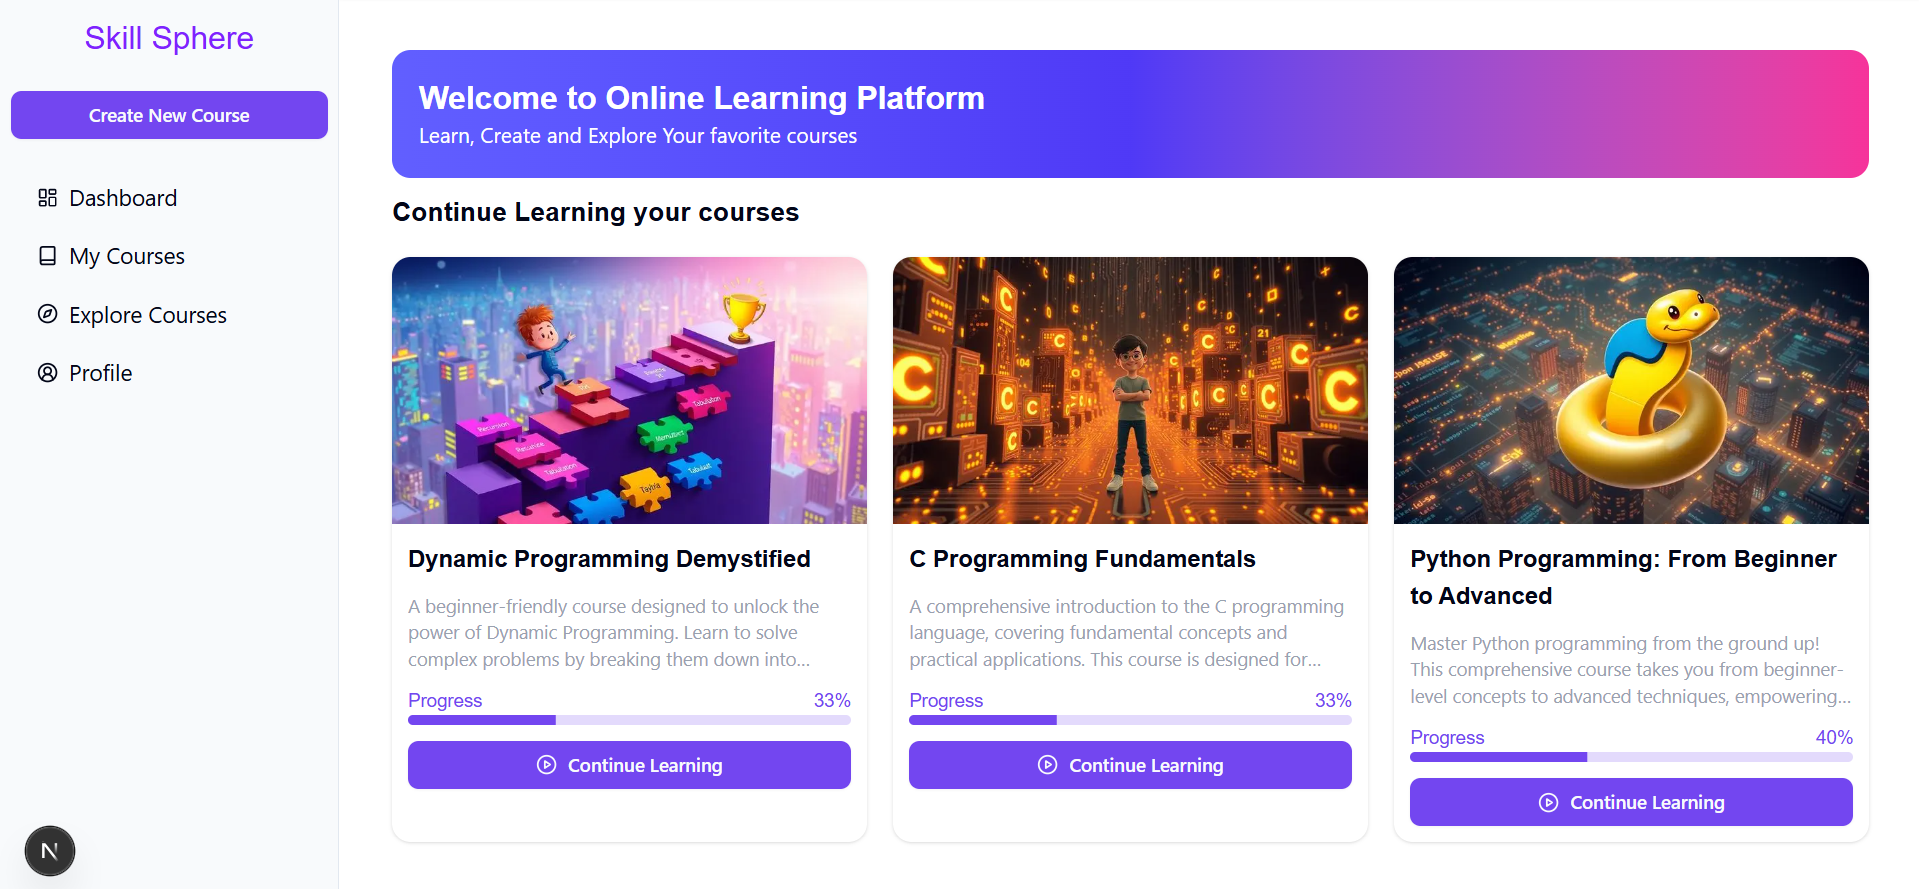 Skill Sphere
Create New Course
Dashboard
My Courses
Explore Courses
Profile
N
Welcome to Online Learning Platform
Learn, Create and Explore Your favorite courses
Continue Learning your courses
Recursion
Tabulation
C
C
C
C
C
C
C
C
C
21
Dynamic Programming Demystified
A beginner-friendly course designed to unlock the
power of Dynamic Programming. Learn to solve
complex problems by breaking them down into...
Progress 33%
Continue Learning
C Programming Fundamentals
A comprehensive introduction to the C programming
language, covering fundamental concepts and
practical applications. This course is designed for...
Progress 33%
Continue Learning
Python Programming: From Beginner
to Advanced
Master Python programming from the ground up!
This comprehensive course takes you from beginner-
level concepts to advanced techniques, empowering...
Progress 40%
Continue Learning